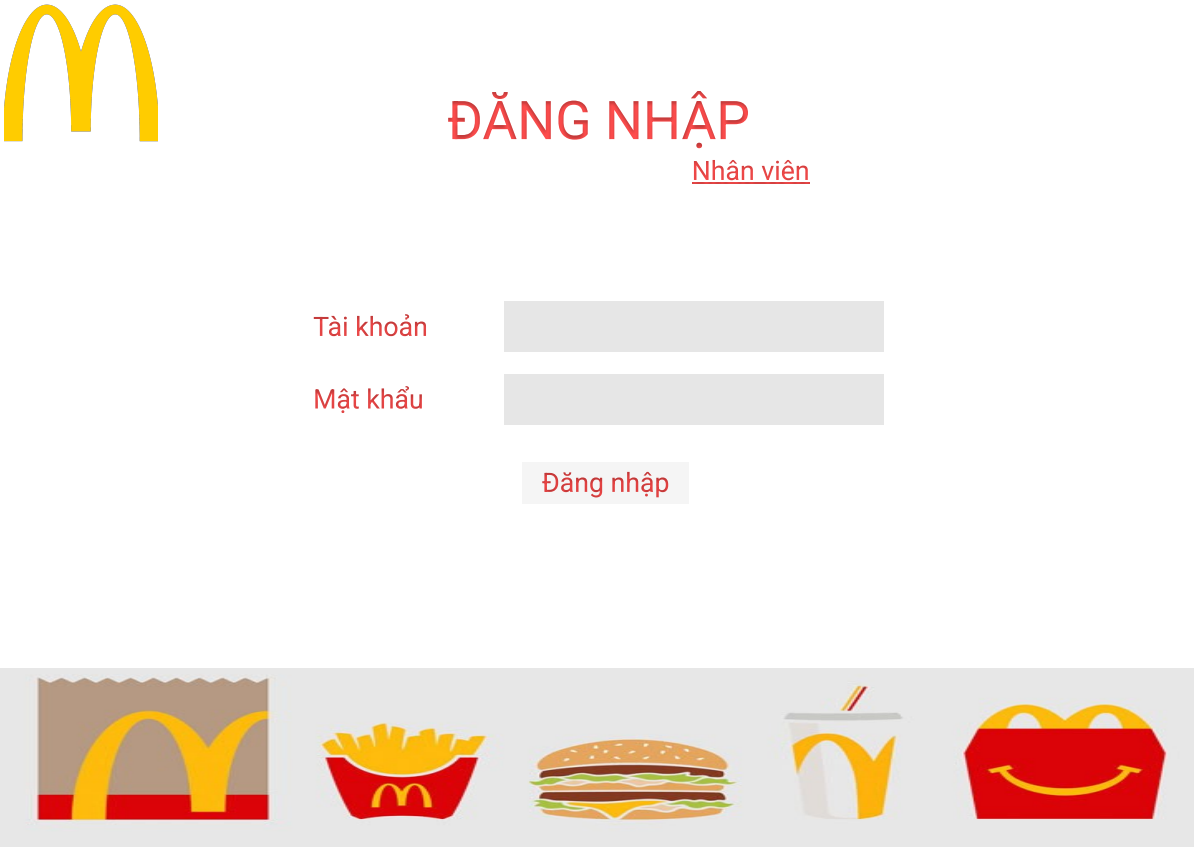 ĐĂNG NHẬP
Nhân viên
Tài khoản
Mật khẩu
Đăng nhập